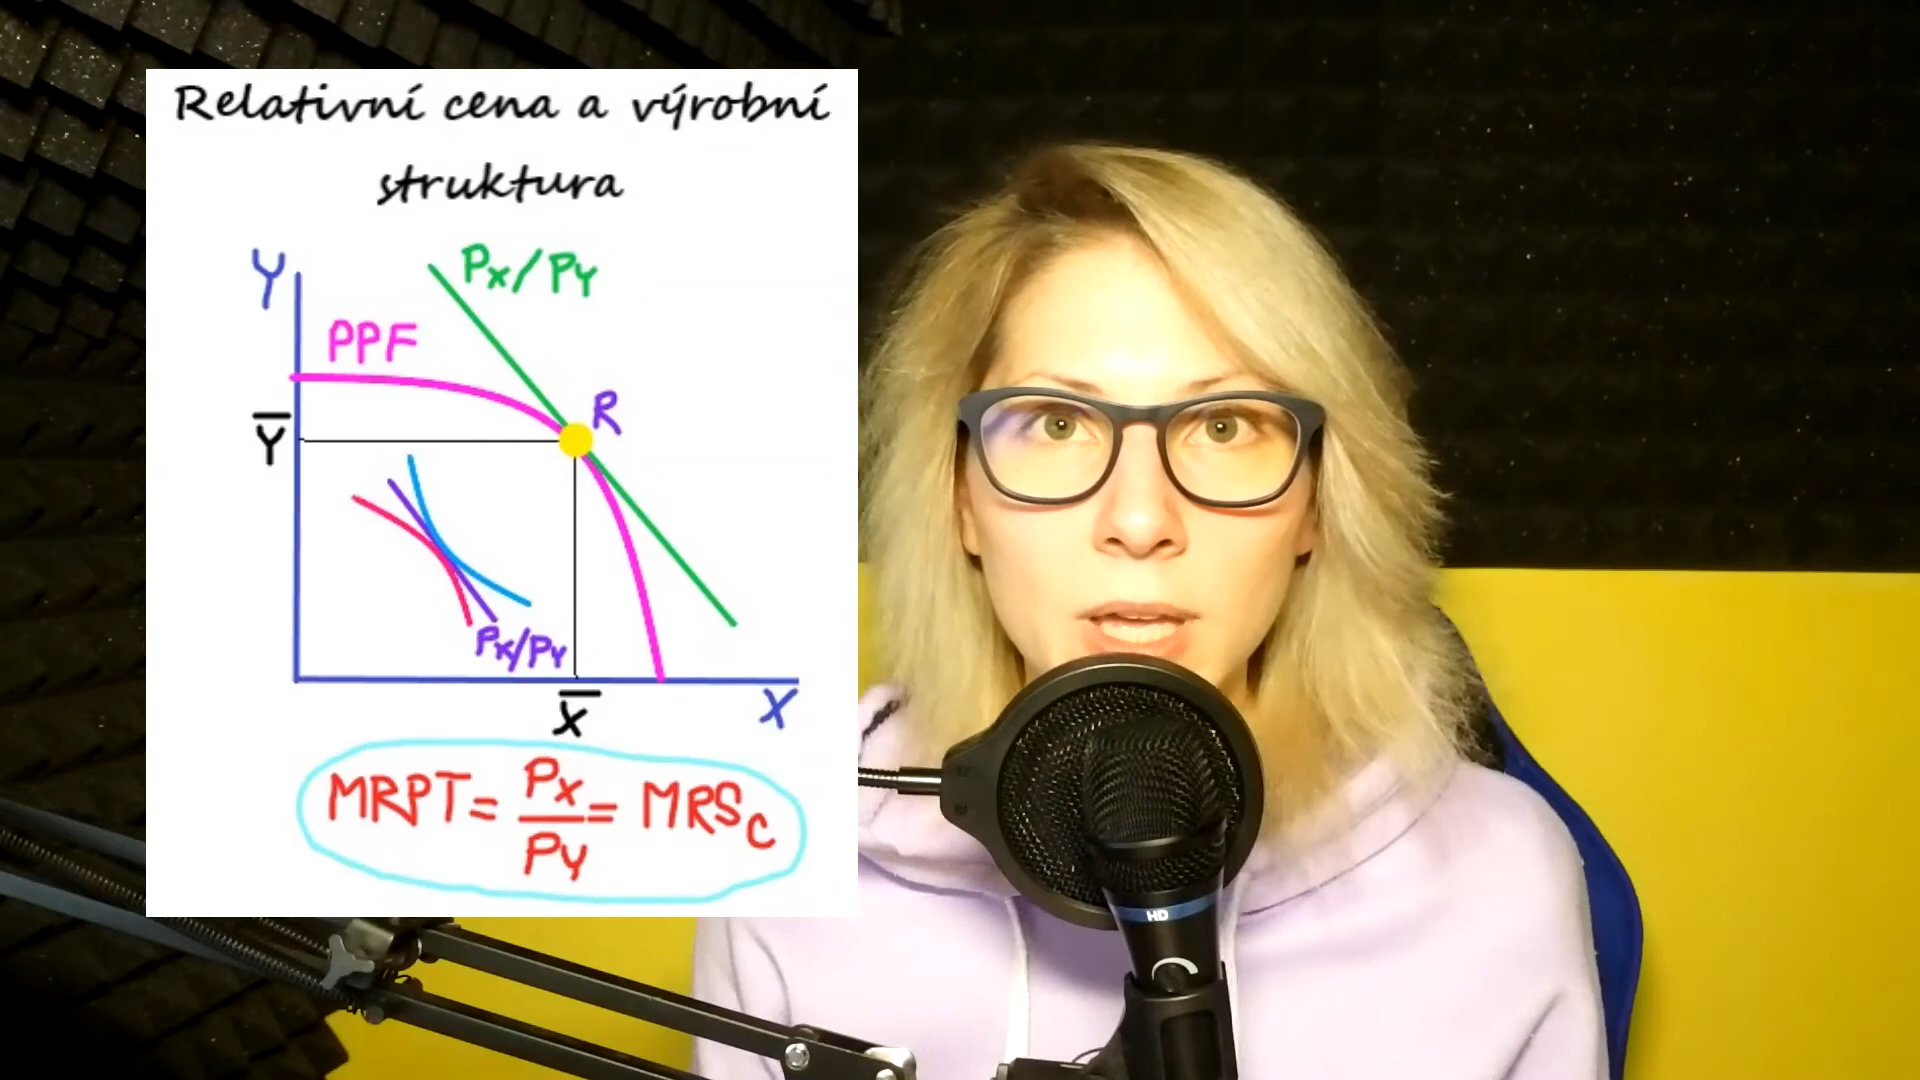 Relativní cena a výrobní
struktura
Y
Px/PY
PPF
R
Y̅
Px/PY
X̅
X
MRPT = Px/Py = MRSc
HD